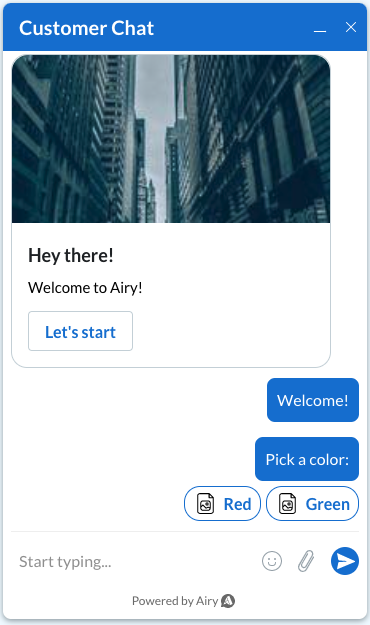 Customer Chat
Hey there!
Welcome to Airy!
Let's start
Welcome!
Pick a color:
Red
Green
Start typing...
Powered by Airy